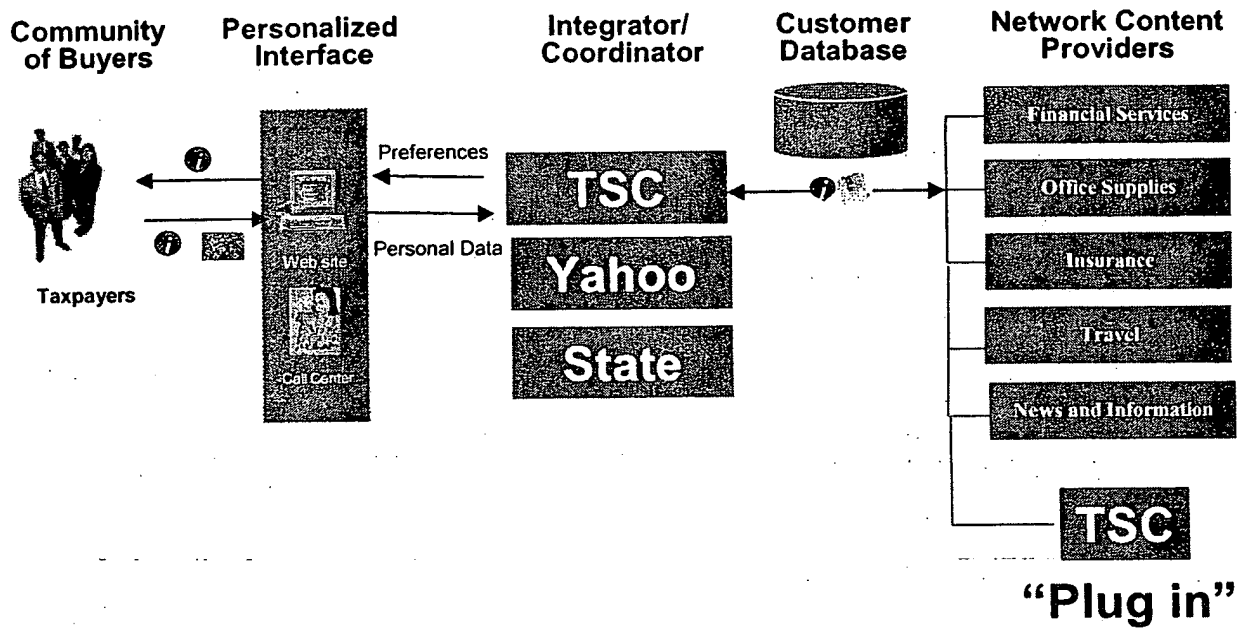 Community
of Buyers
Personalized
Interface
Integrator/
Coordinator
Customer
Database
Network Content
Providers
Financial Services
Preferences
TSC
i
i
Office Supplies
i
Personal Data
Web site
Yahoo
Insurance
Taxpayers
Travel
State
Call Center
News and Information
TSC
“Plug in”